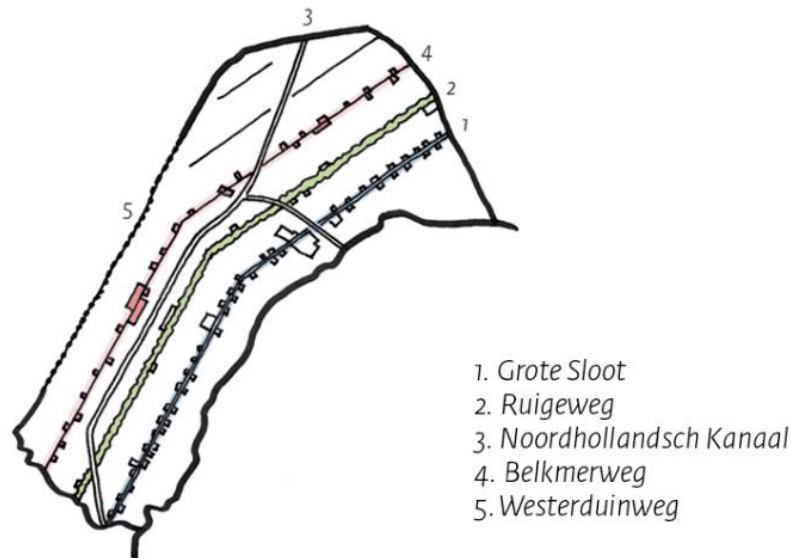 3
4
2
1
5
1. Grote Sloot
2. Ruigeweg
3. Noordhollandsch Kanaal
4. Belkmerweg
5. Westerduinweg